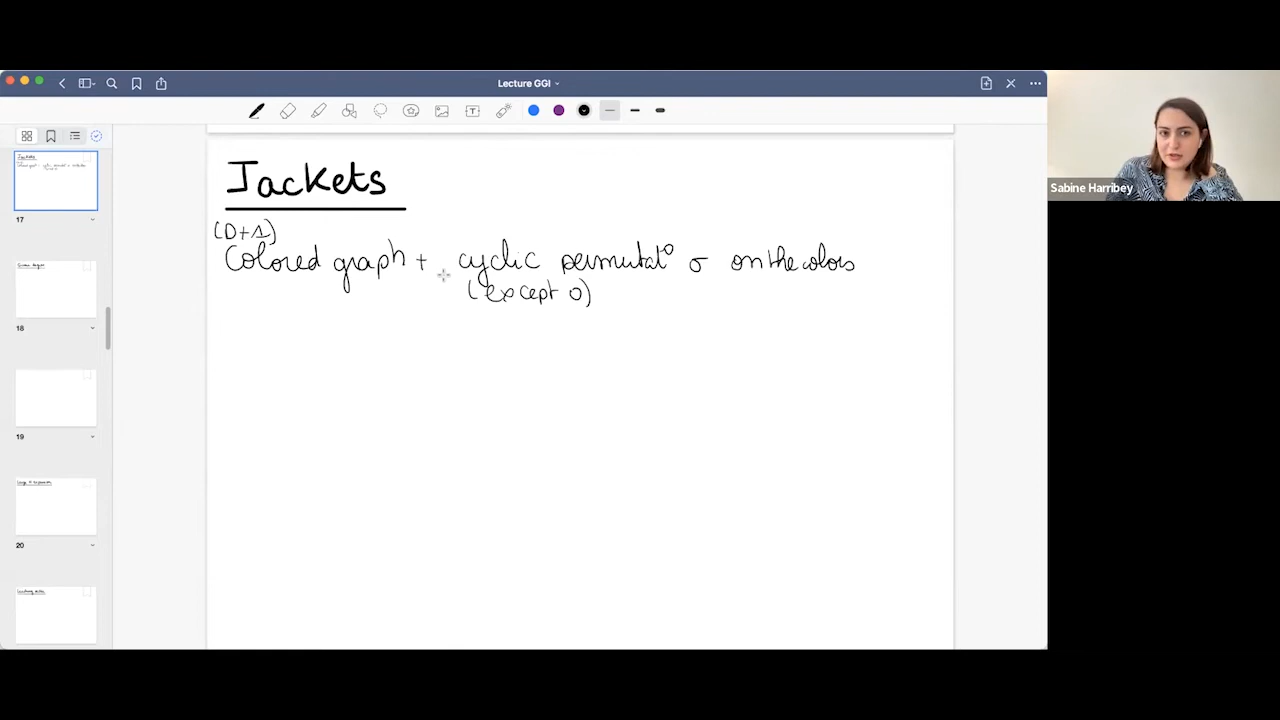 Lecture GGI
Sabine Harribey
Jackets
(D+1)
Colored graph + cyclic permutat° σ on the colors
(except 0)
17
18
19
20